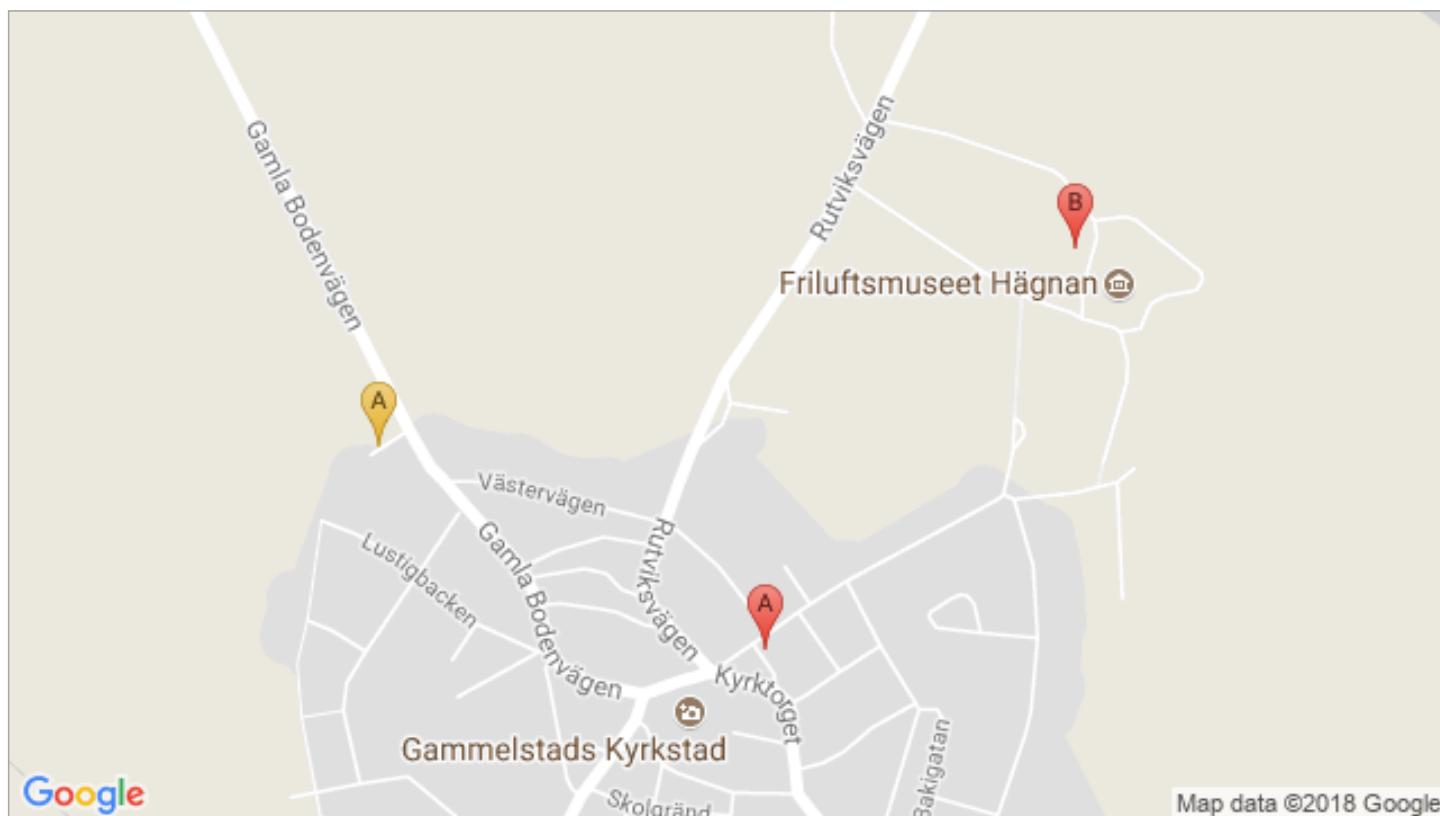 Gamla Bodenvägen
Rutviksvägen
B
Friluftsmuseet Hägnan
A
Västervägen
Lustigbacken
Gamla Bodenvägen
Rutviksvägen
A
Kyrktorget
Gammelstads Kyrkstad
Bakigatan
Skolgränd
Google
Map data ©2018 Google